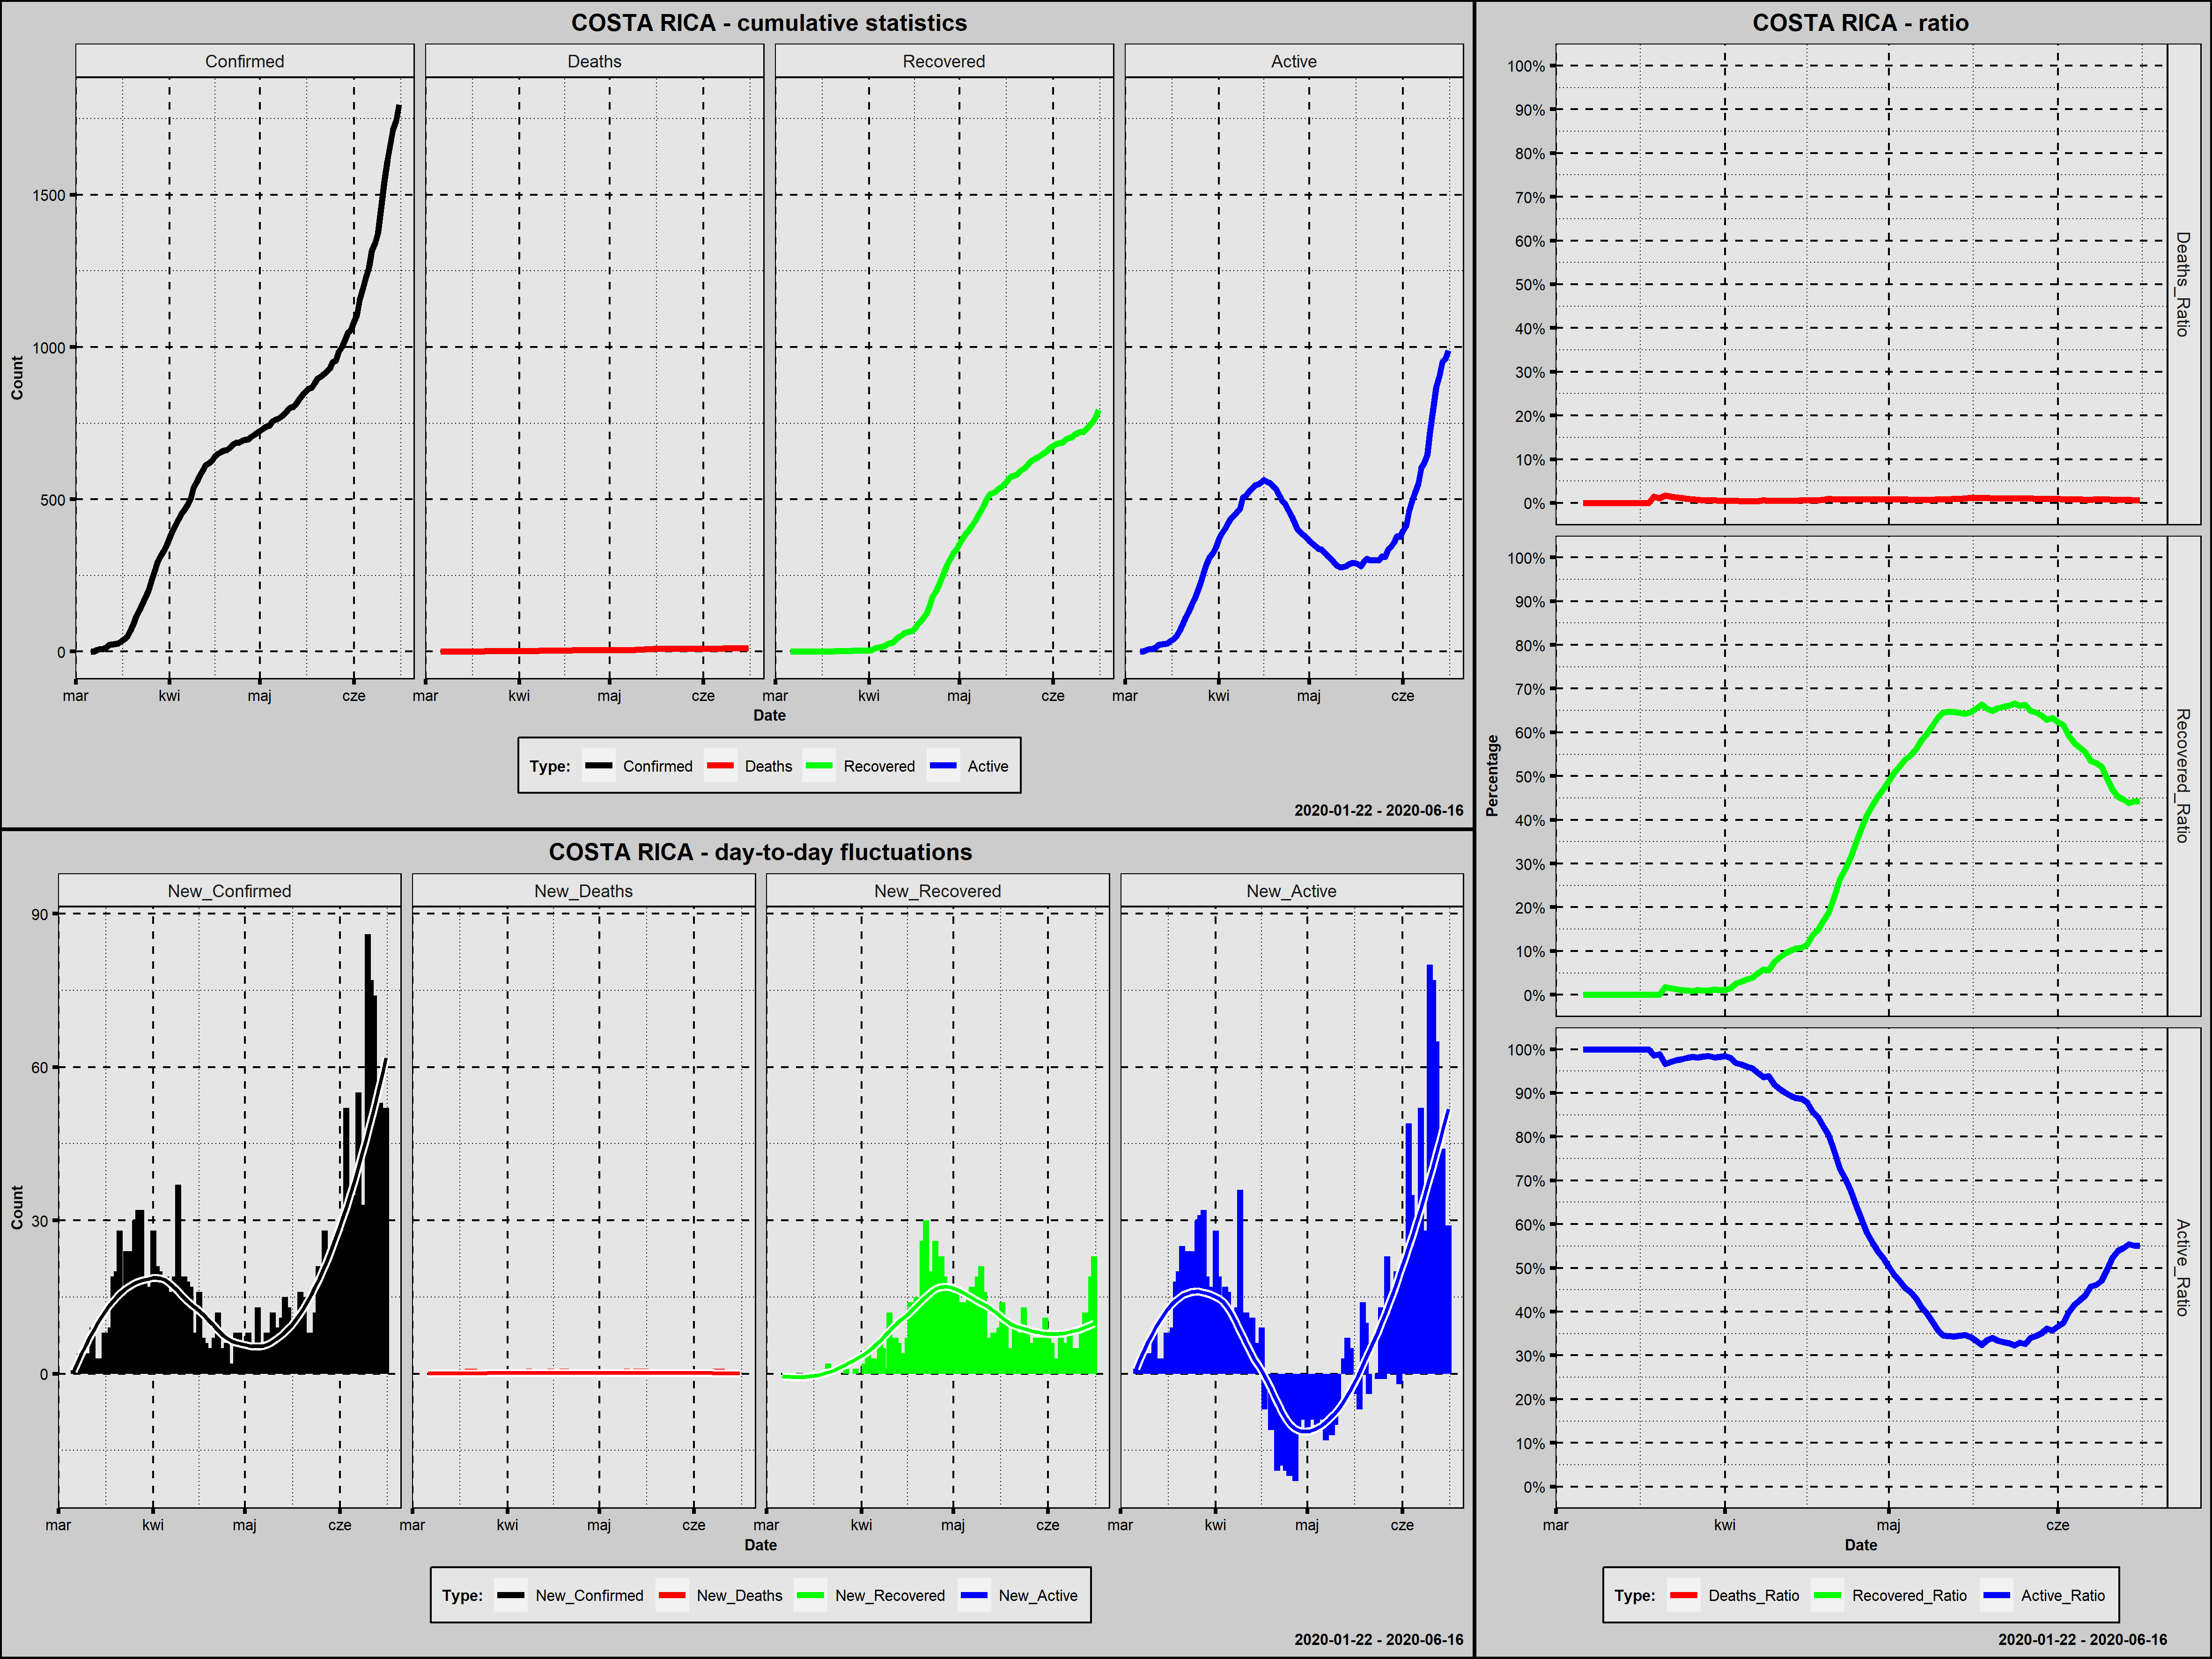 COSTA RICA - cumulative statistics
Confirmed Deaths Recovered Active
Count
1500
1000
500
0
mar kwi maj cze mar kwi maj cze mar kwi maj cze mar kwi maj cze
Date
Type: Confirmed Deaths Recovered Active
2020-01-22 - 2020-06-16
COSTA RICA - day-to-day fluctuations
New_Confirmed New_Deaths New_Recovered New_Active
Count
90
60
30
0
mar kwi maj cze mar kwi maj cze mar kwi maj cze mar kwi maj cze
Date
Type: New_Confirmed New_Deaths New_Recovered New_Active
2020-01-22 - 2020-06-16
COSTA RICA - ratio
Percentage
100%
90%
80%
70%
60%
50%
40%
30%
20%
10%
0%
Deaths_Ratio
100%
90%
80%
70%
60%
50%
40%
30%
20%
10%
0%
Recovered_Ratio
100%
90%
80%
70%
60%
50%
40%
30%
20%
10%
0%
Active_Ratio
mar kwi maj cze
Date
Type: Deaths_Ratio Recovered_Ratio Active_Ratio
2020-01-22 - 2020-06-16